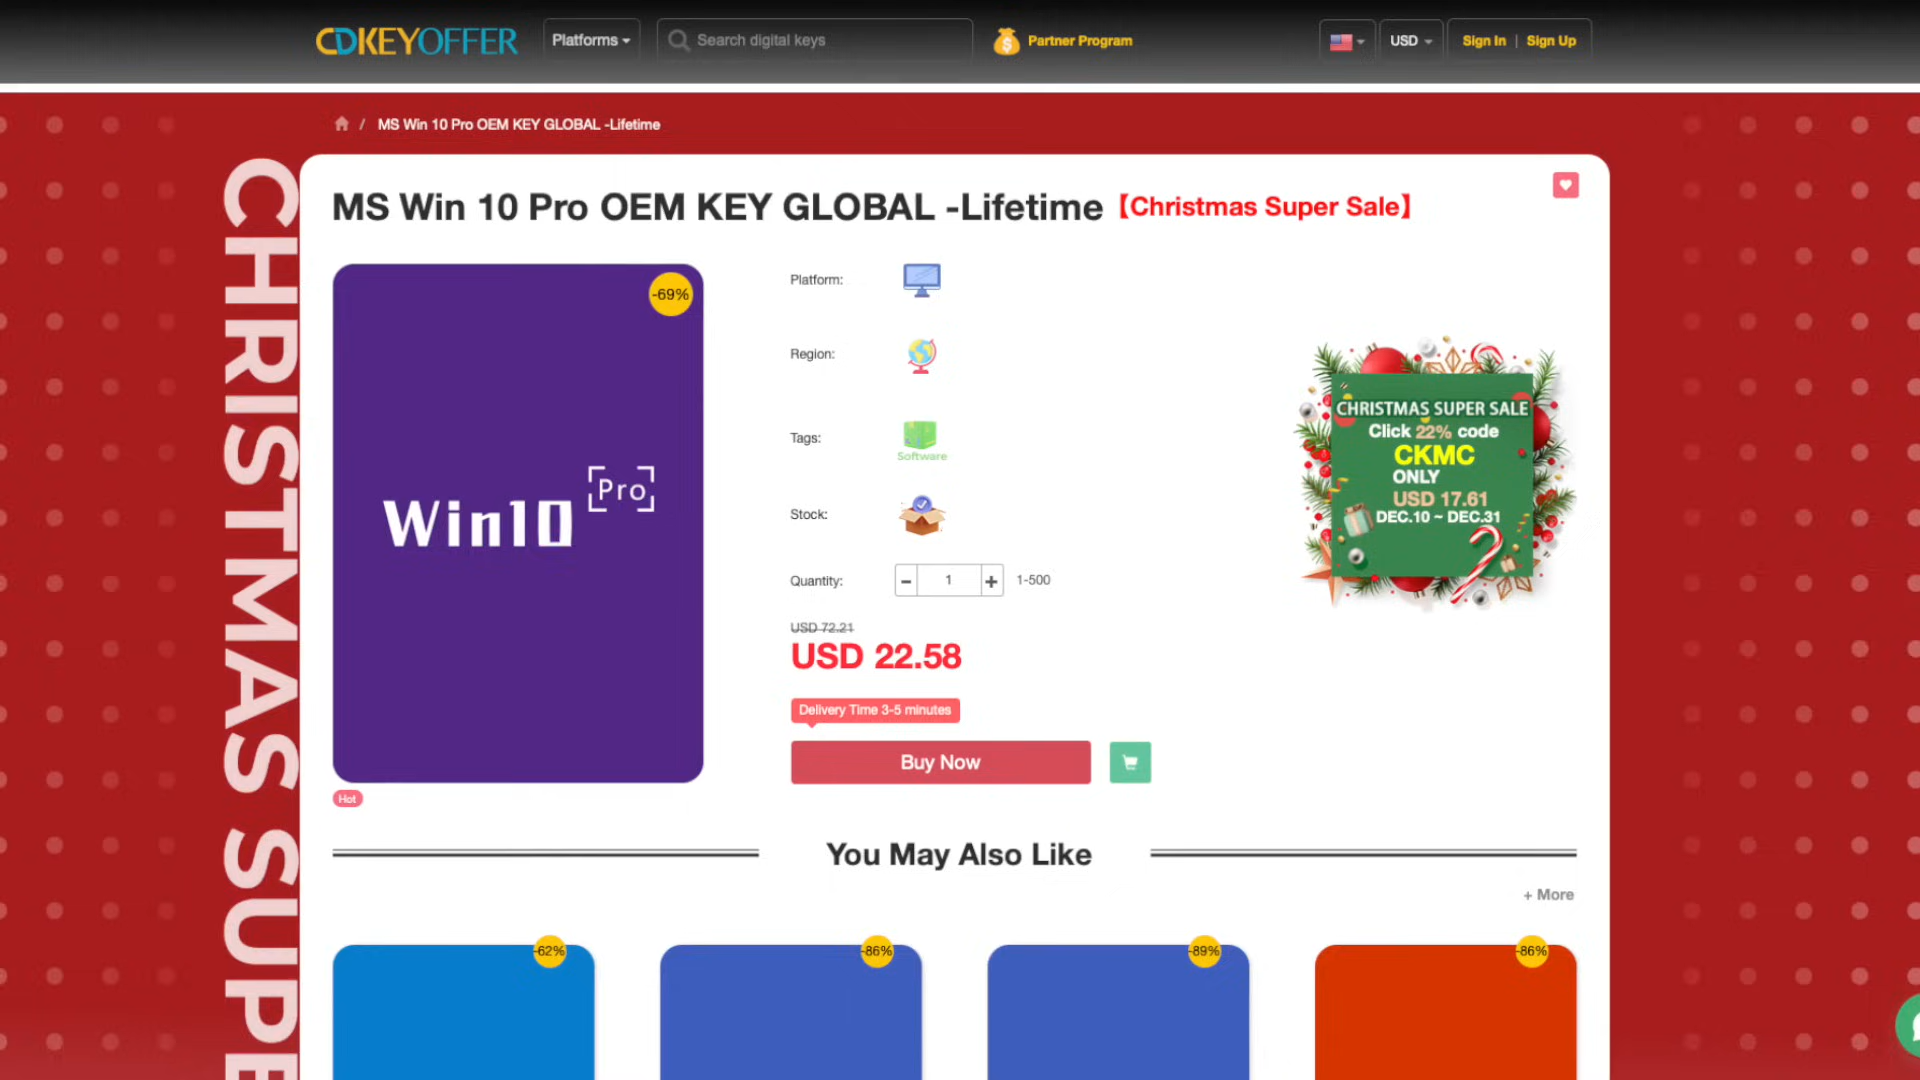 CDKEYOFFER
Platforms
Search digital keys
Partner Program
USD
Sign In | Sign Up
/ MS Win 10 Pro OEM KEY GLOBAL -Lifetime
CHRISTMAS SUPE
MS Win 10 Pro OEM KEY GLOBAL -Lifetime 【Christmas Super Sale】
-69%
Win10 [Pro]
Hot
Platform:
Region:
Tags:
Software
Stock:
Quantity:
- 1 + 1-500
USD 72.21
USD 22.58
Delivery Time 3-5 minutes
Buy Now
CHRISTMAS SUPER SALE
Click 22% code
CKMC
ONLY
USD 17.61
DEC.10 ~ DEC.31
You May Also Like
+ More
-62%
-86%
-89%
-86%